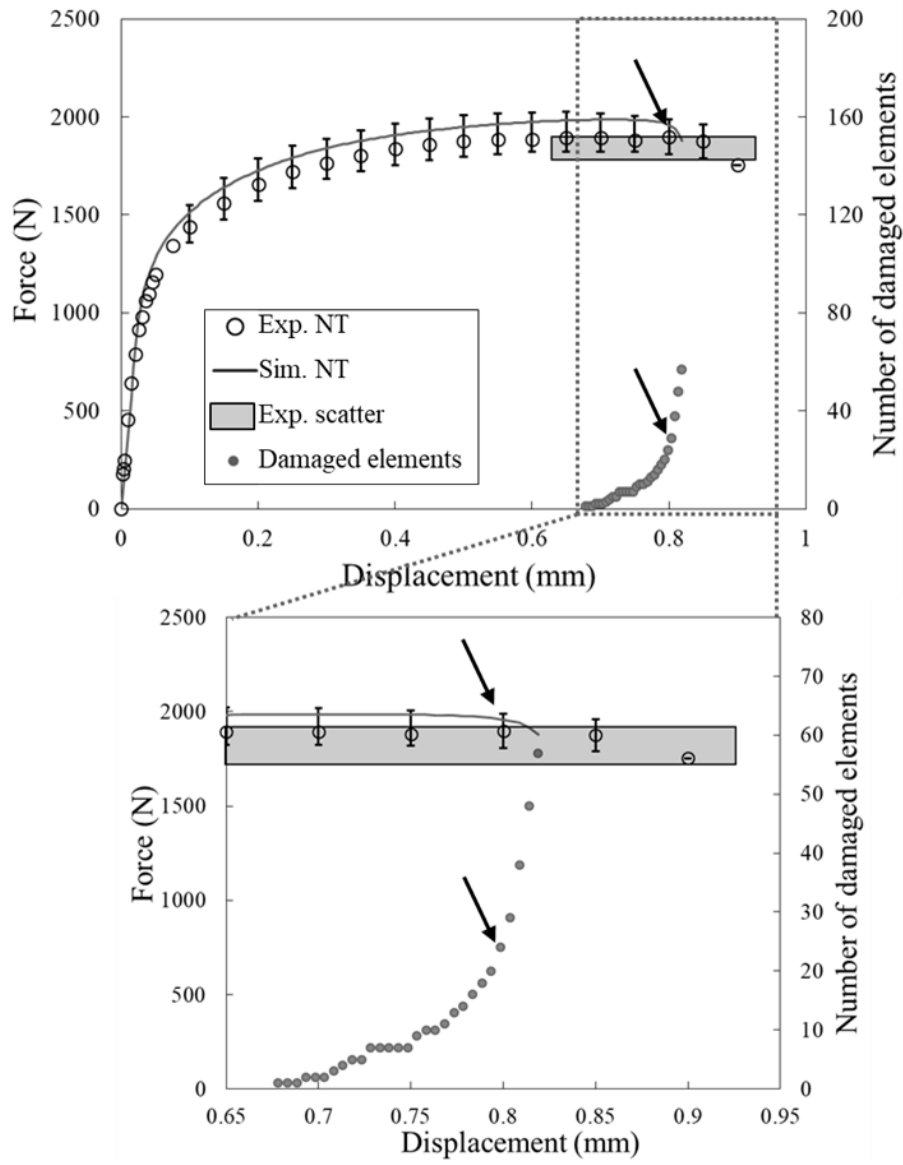 2500
2000
1500
1000
500
0
Force (N)
200
160
120
80
40
0
Number of damaged elements
Exp. NT
Sim. NT
Exp. scatter
Damaged elements
0 0.2 0.4 0.6 0.8 1
Displacement (mm)
2500
2000
1500
1000
500
0
Force (N)
80
70
60
50
40
30
20
10
0
Number of damaged elements
0.65 0.7 0.75 0.8 0.85 0.9 0.95
Displacement (mm)